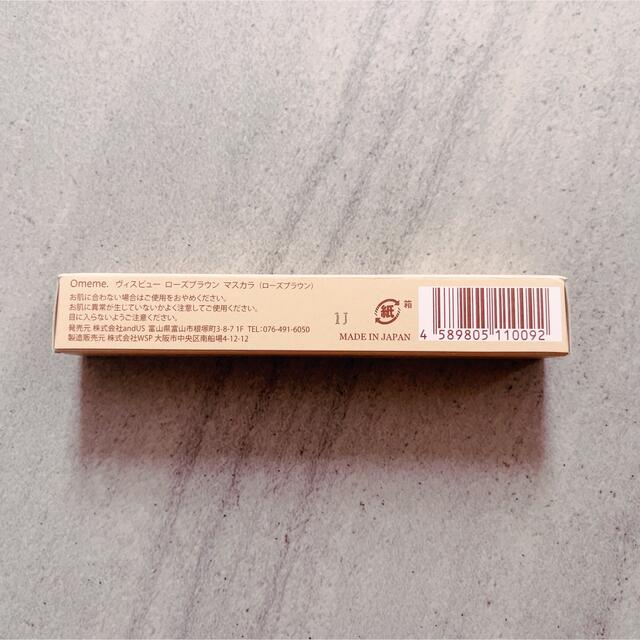 Omeme. ヴィスビュー ローズブラウン マスカラ（ローズブラウン）
お肌に合わない場合はご使用をおやめください。
お肌に異常が生じていないかよく注意してご使用ください。
目に入らないようご注意ください。
発売元 株式会社andUS 富山県富山市根塚町3-8-7 1F TEL:076-491-6050
製造販売元 株式会社WSP 大阪市中央区南船場4-12-12
1J
紙
箱
MADE IN JAPAN
4 589805 110092